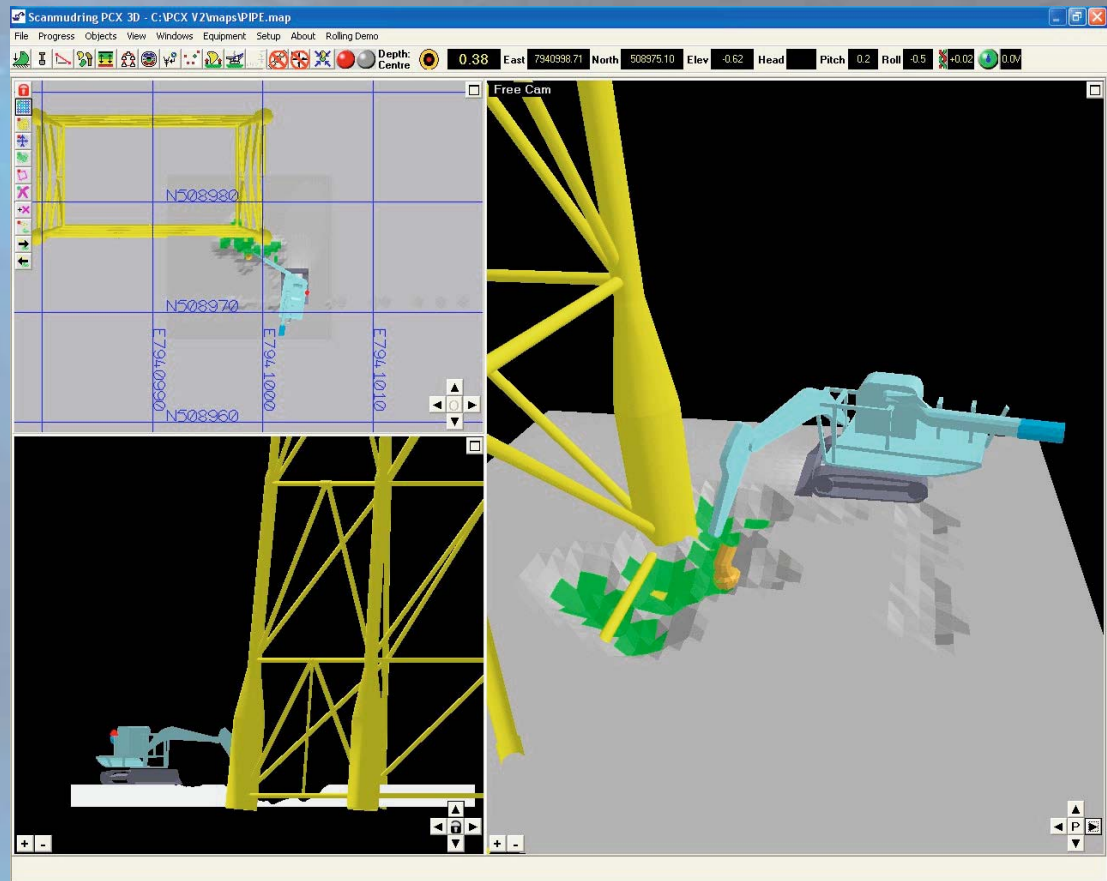 Scanmudring PCX 3D - C:\PCX V2\maps\PIPE.map
File Progress Objects View Windows Equipment Setup About Rolling Demo
Depth: Centre 0.38 East 7940998.71 North 508975.10 Elev -0.62 Head Pitch 0.2 Roll -0.5 +0.02 0.0V
Free Cam
N508980
N508970
E7940990
E7941000
E7941010
N508960
+ -
+ -
P